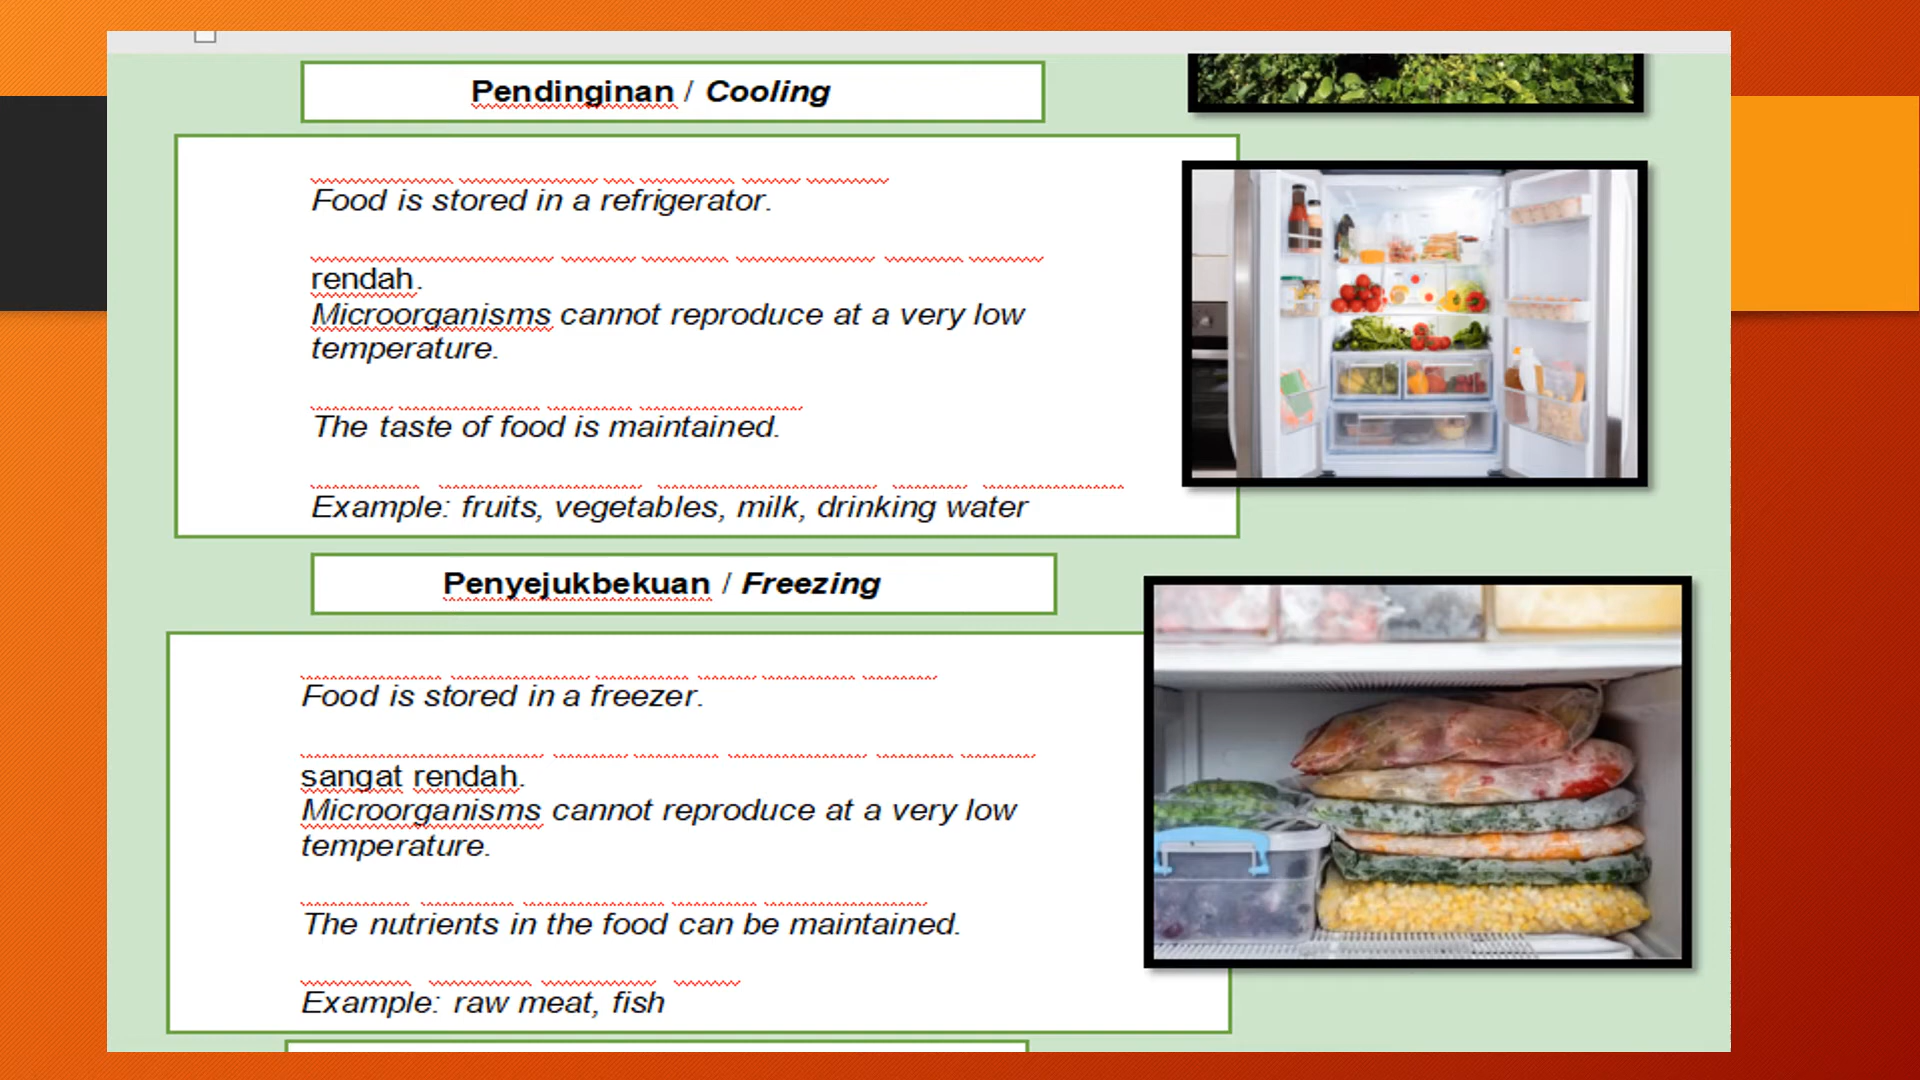 Pendinginan / Cooling
Food is stored in a refrigerator.
rendah.
Microorganisms cannot reproduce at a very low
temperature.
The taste of food is maintained.
Example: fruits, vegetables, milk, drinking water
Penyejukbekuan / Freezing
Food is stored in a freezer.
sangat rendah.
Microorganisms cannot reproduce at a very low
temperature.
The nutrients in the food can be maintained.
Example: raw meat, fish